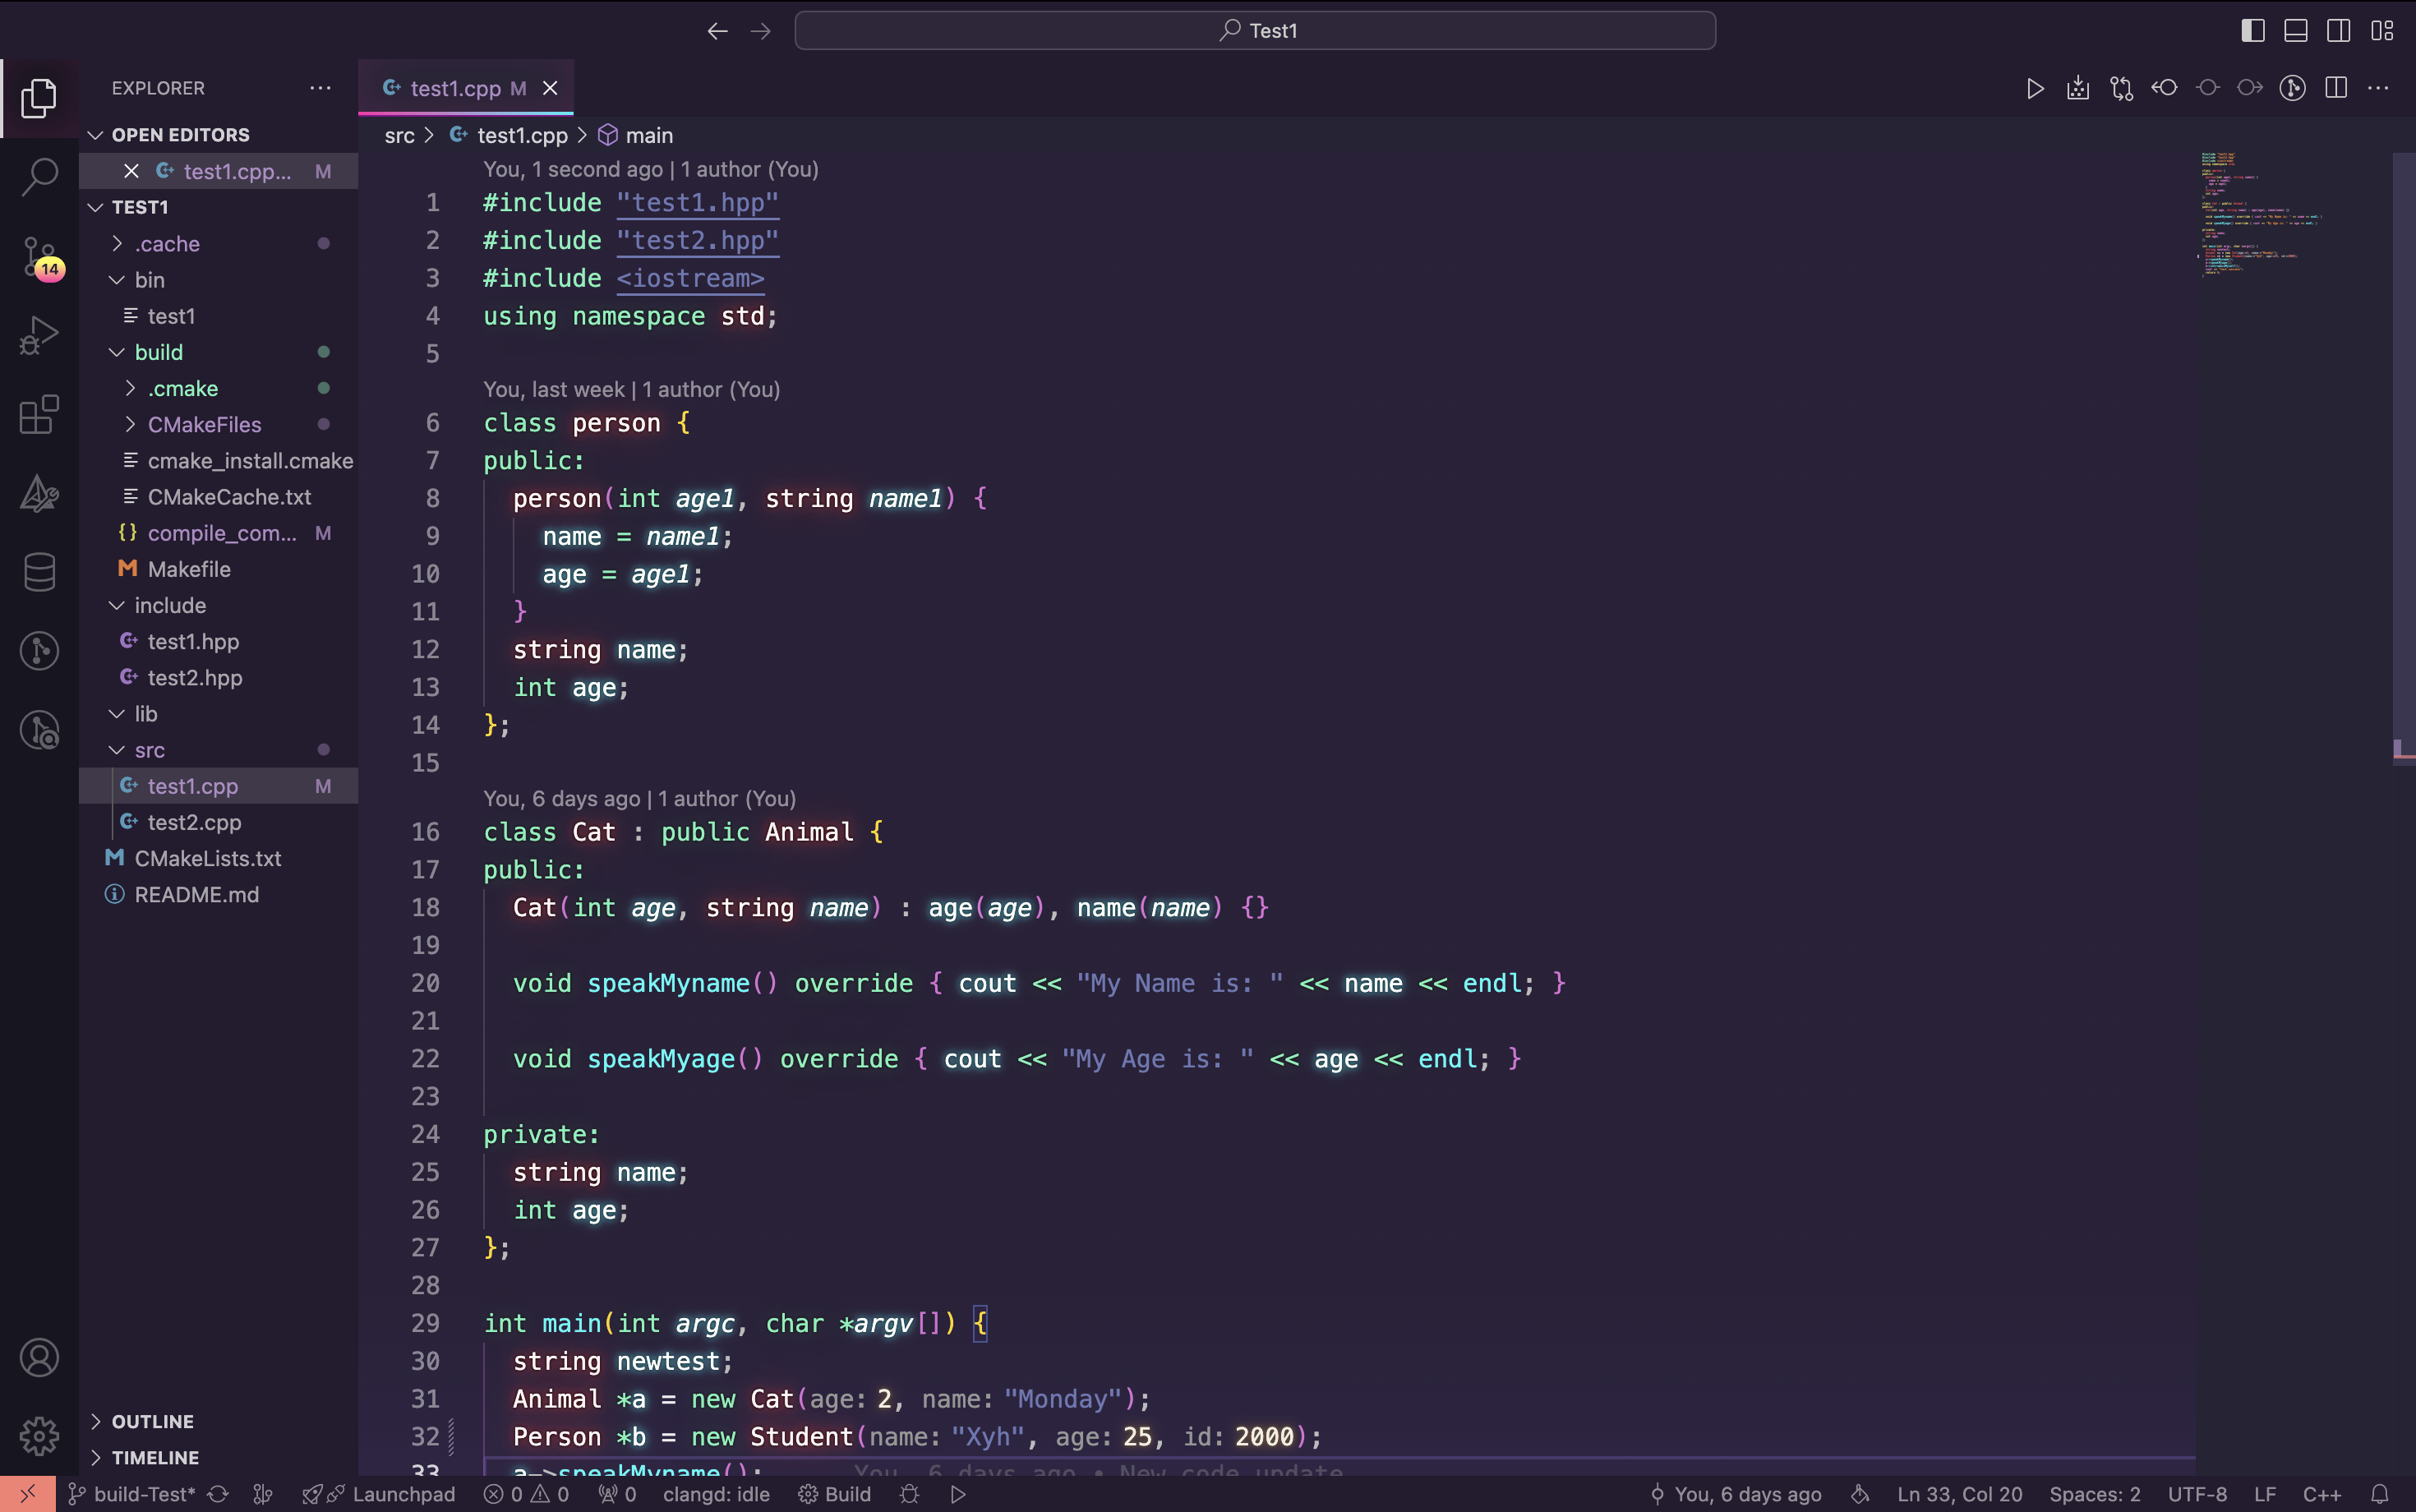 Test1
EXPLORER
test1.cpp M
OPEN EDITORS
test1.cpp... M
TEST1
.cache
bin
test1
build
.cmake
CMakeFiles
cmake_install.cmake
CMakeCache.txt
{} compile_com... M
M Makefile
include
test1.hpp
test2.hpp
lib
src
test1.cpp M
test2.cpp
M CMakeLists.txt
README.md
OUTLINE
TIMELINE
14
src > test1.cpp > main
You, 1 second ago | 1 author (You)
1 #include "test1.hpp"
2 #include "test2.hpp"
3 #include <iostream>
4 using namespace std;
5
You, last week | 1 author (You)
6 class person {
7 public:
8 person(int age1, string name1) {
9 name = name1;
10 age = age1;
11 }
12 string name;
13 int age;
14 };
15
You, 6 days ago | 1 author (You)
16 class Cat : public Animal {
17 public:
18 Cat(int age, string name) : age(age), name(name) {}
19
20 void speakMyname() override { cout << "My Name is: " << name << endl; }
21
22 void speakMyage() override { cout << "My Age is: " << age << endl; }
23
24 private:
25 string name;
26 int age;
27 };
28
29 int main(int argc, char *argv[]) {
30 string newtest;
31 Animal *a = new Cat(age: 2, name: "Monday");
32 Person *b = new Student(name: "Xyh", age: 25, id: 2000);
33 a->speakMyname(); You, 6 days ago • New code update
build-Test* Launchpad 0 0 0 clangd: idle Build You, 6 days ago Ln 33, Col 20 Spaces: 2 UTF-8 LF C++